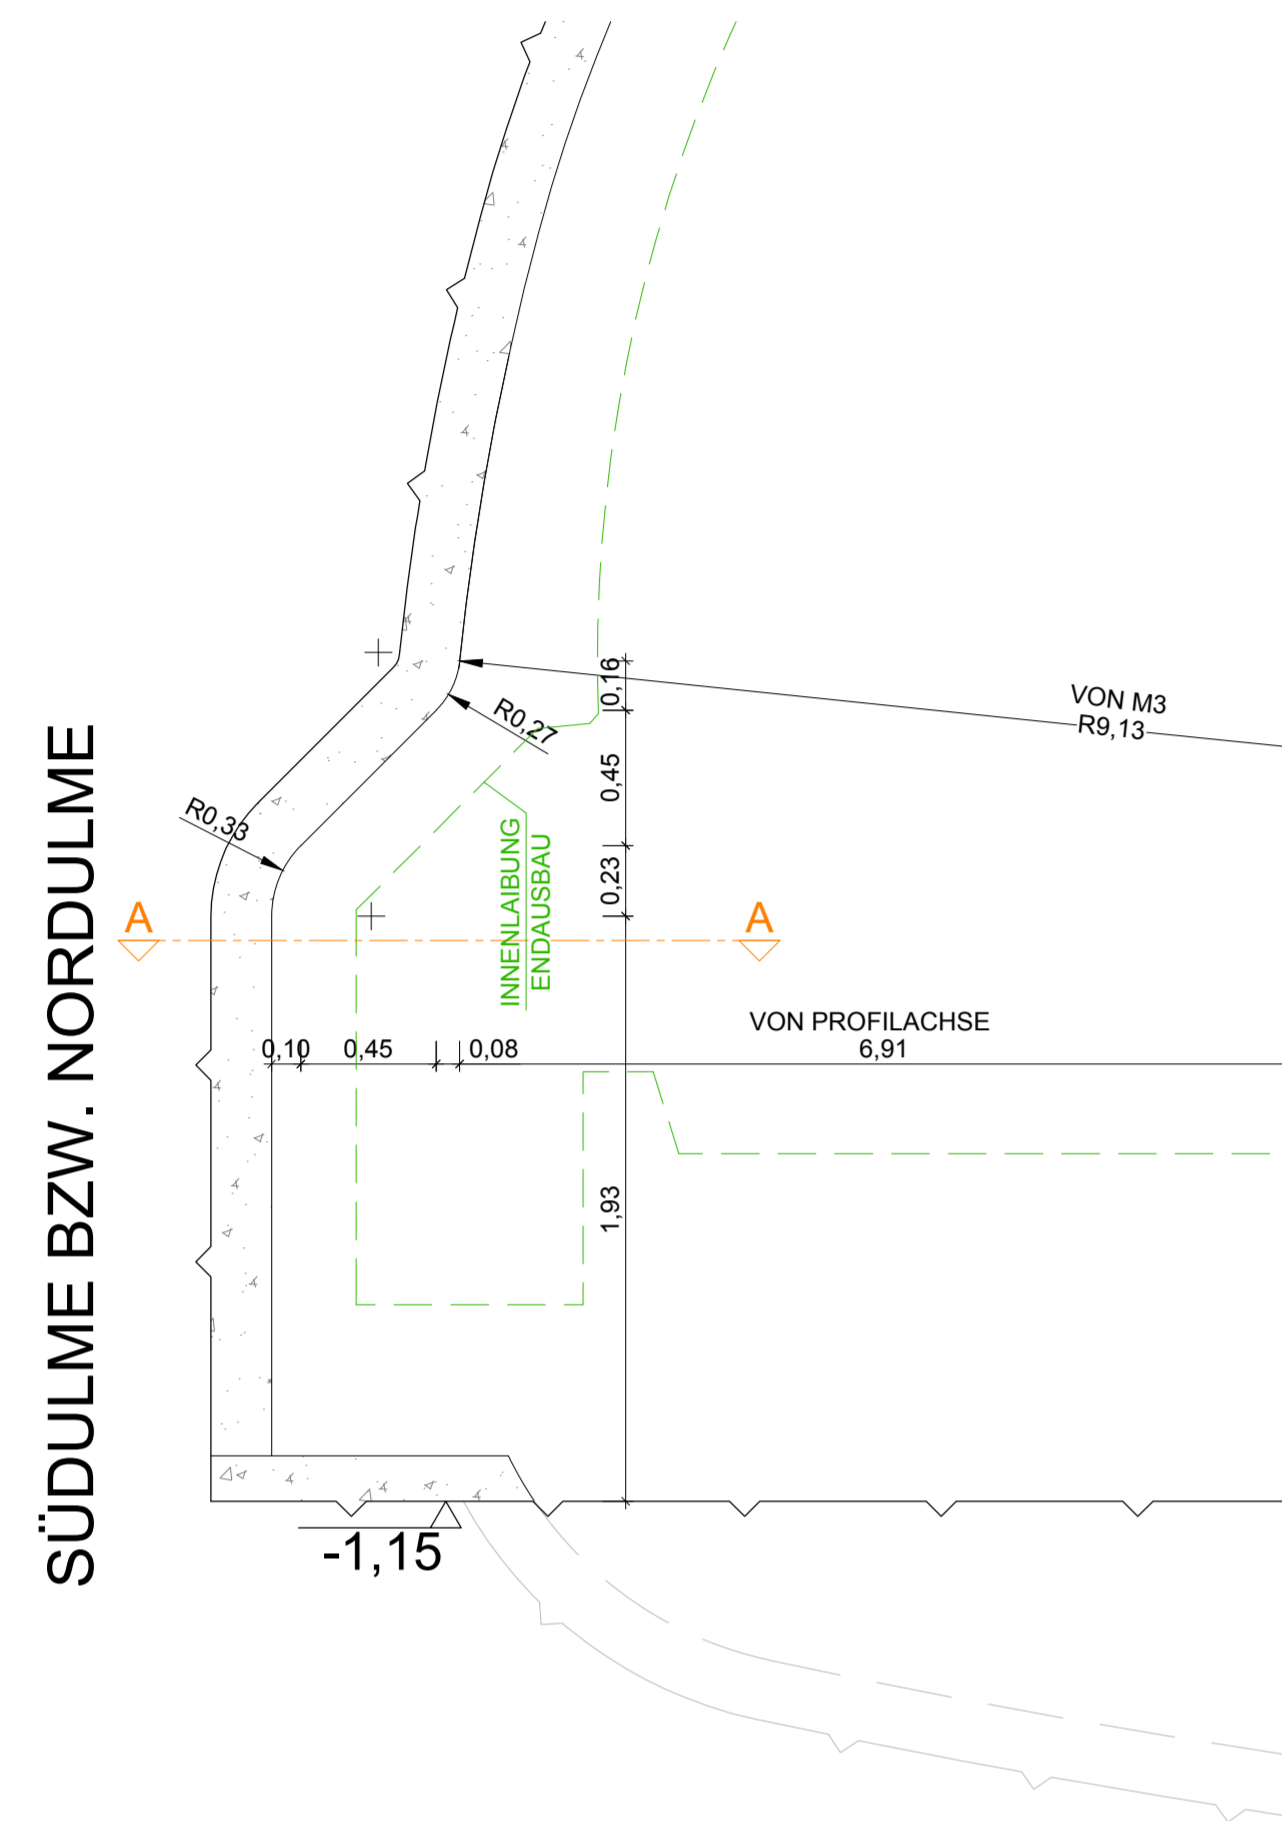 SÜDULME BZW. NORDULME
0,16
VON M3
R9,13
R0,27
0,45
R0,33
0,23
INNENLAIBUNG
ENDAUSBAU
A
A
VON PROFILACHSE
6,91
0,10
0,45
0,08
1,93
-1,15